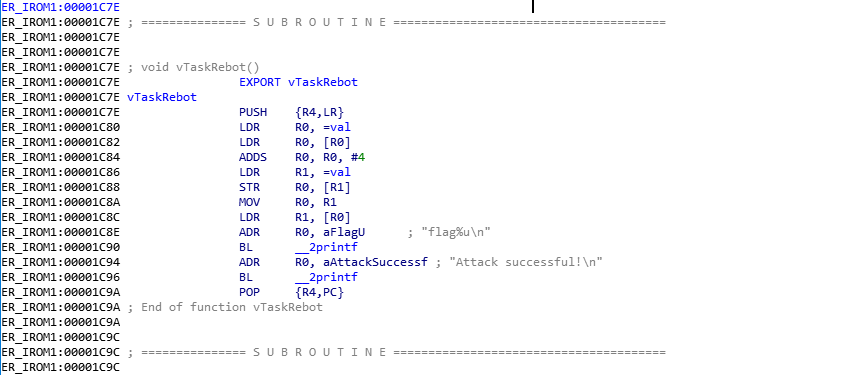 ER_IROM1:00001C7E
ER_IROM1:00001C7E ; =============== S U B R O U T I N E =======================================
ER_IROM1:00001C7E
ER_IROM1:00001C7E
ER_IROM1:00001C7E ; void vTaskRebot()
ER_IROM1:00001C7E EXPORT vTaskRebot
ER_IROM1:00001C7E vTaskRebot
ER_IROM1:00001C7E PUSH {R4,LR}
ER_IROM1:00001C80 LDR R0, =val
ER_IROM1:00001C82 LDR R0, [R0]
ER_IROM1:00001C84 ADDS R0, R0, #4
ER_IROM1:00001C86 LDR R1, =val
ER_IROM1:00001C88 STR R0, [R1]
ER_IROM1:00001C8A MOV R0, R1
ER_IROM1:00001C8C LDR R1, [R0]
ER_IROM1:00001C8E ADR R0, aFlagU ; "flag%u\n"
ER_IROM1:00001C90 BL __2printf
ER_IROM1:00001C94 ADR R0, aAttackSuccessf ; "Attack successful!\n"
ER_IROM1:00001C96 BL __2printf
ER_IROM1:00001C9A POP {R4,PC}
ER_IROM1:00001C9A ; End of function vTaskRebot
ER_IROM1:00001C9A
ER_IROM1:00001C9C
ER_IROM1:00001C9C ; =============== S U B R O U T I N E =======================================
ER_IROM1:00001C9C